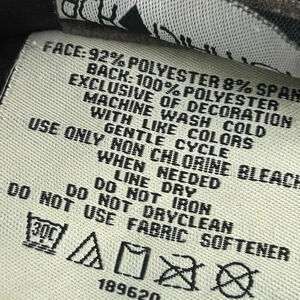 FACE: 92% POLYESTER 8% SPAN
BACK: 100% POLYESTER
EXCLUSIVE OF DECORATION
MACHINE WASH COLD
WITH LIKE COLORS
GENTLE CYCLE
USE ONLY NON CHLORINE BLEACH
WHEN NEEDED
LINE DRY
DO NOT IRON
DO NOT DRYCLEAN
DO NOT USE FABRIC SOFTENER
30C
189620